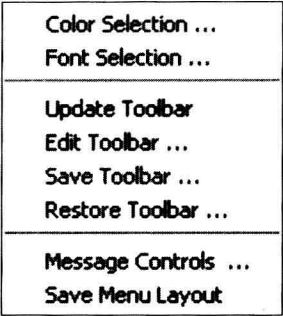 Color Selection ...
Font Selection ...
Update Toolbar
Edit Toolbar ...
Save Toolbar ...
Restore Toolbar ...
Message Controls ...
Save Menu Layout